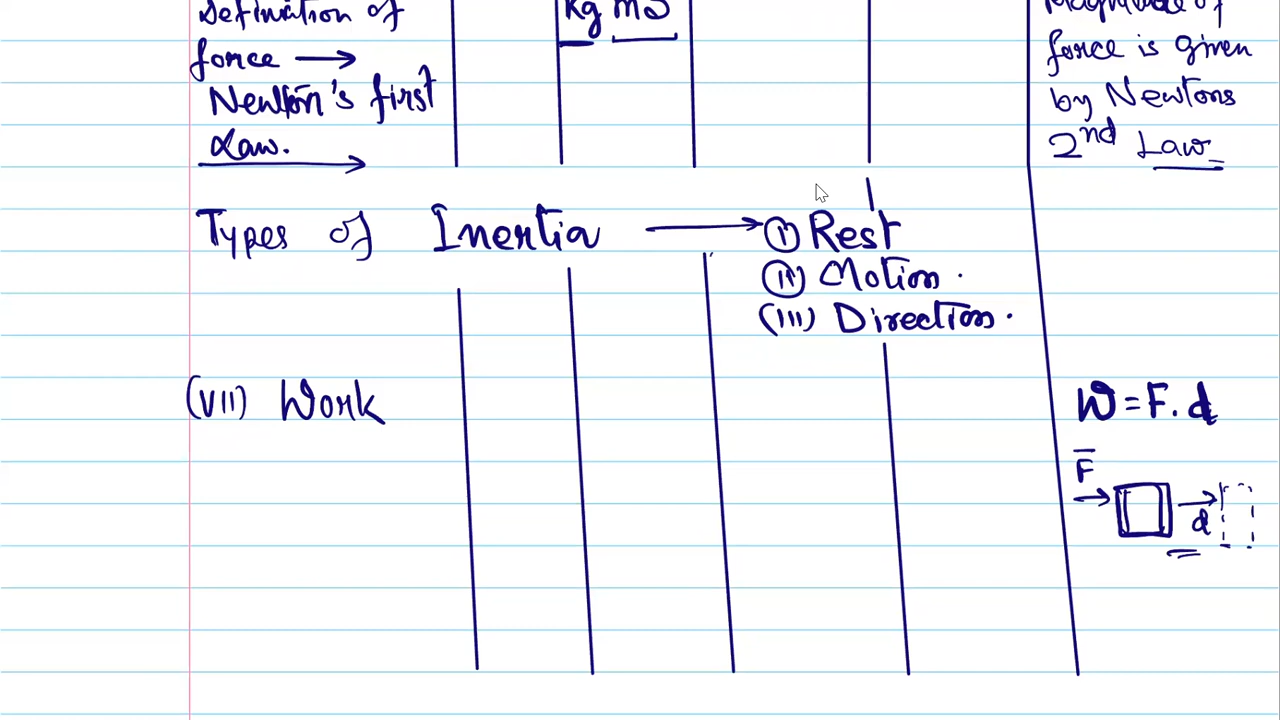 Defination of
force →
Newton's first
Law.
Kg ms
force is given
by Newtons
2nd Law
Types of Inertia → (i) Rest
(ii) Motion.
(iii) Direction.
(VII) Work
W = F. d
F
d